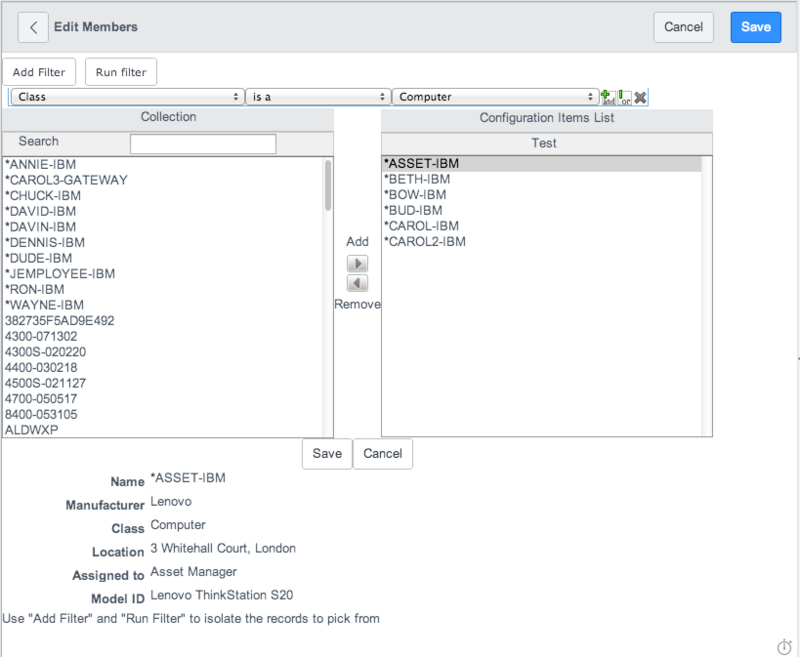 Edit Members
Cancel
Save
Add Filter
Run filter
Class
is a
Computer
and
or
Collection
Configuration Items List
Search
Test
*ANNIE-IBM
*CAROL3-GATEWAY
*CHUCK-IBM
*DAVID-IBM
*DAVIN-IBM
*DENNIS-IBM
*DUDE-IBM
*JEMPLOYEE-IBM
*RON-IBM
*WAYNE-IBM
382735F5AD9E492
4300-071302
4300S-020220
4400-030218
4500S-021127
4700-050517
8400-053105
ALDWXP
Add
Remove
*ASSET-IBM
*BETH-IBM
*BOW-IBM
*BUD-IBM
*CAROL-IBM
*CAROL2-IBM
Save
Cancel
Name *ASSET-IBM
Manufacturer Lenovo
Class Computer
Location 3 Whitehall Court, London
Assigned to Asset Manager
Model ID Lenovo ThinkStation S20
Use "Add Filter" and "Run Filter" to isolate the records to pick from